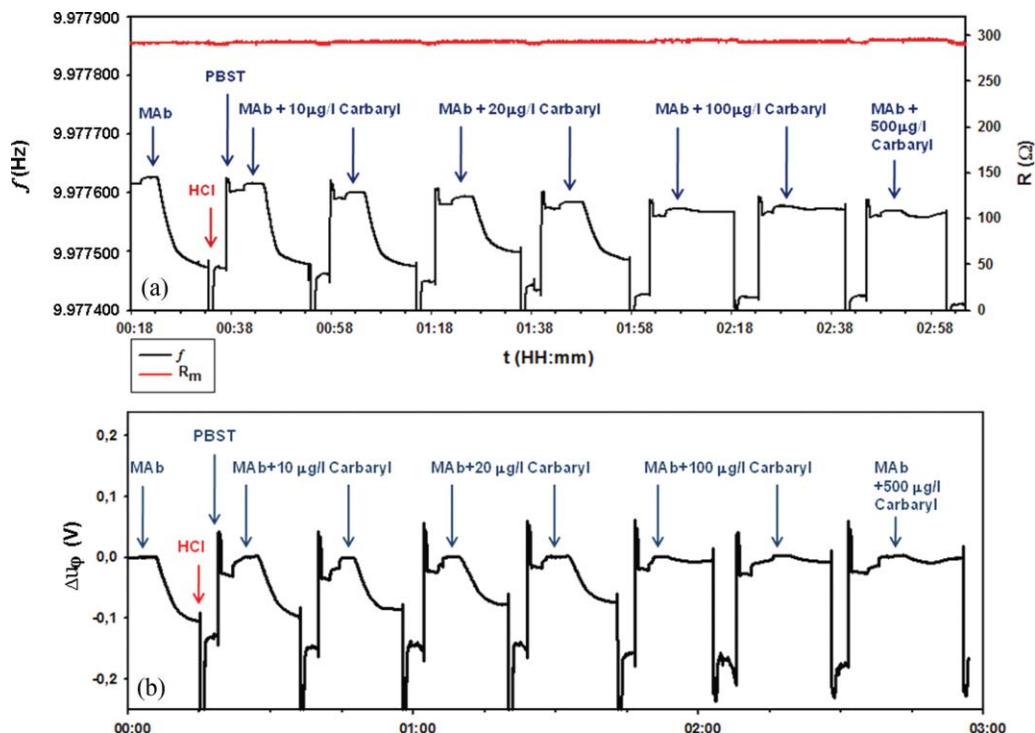 9.977900
9.977800
9.977700
9.977600
9.977500
9.977400
f (Hz)
300
250
200
150
100
50
0
R (Ω)
PBST
MAb
MAb + 10µg/l Carbaryl
MAb + 20µg/l Carbaryl
MAb + 100µg/l Carbaryl
MAb +
500µg/l
Carbaryl
HCl
(a)
00:18 00:38 00:58 01:18 01:38 01:58 02:18 02:38 02:58
t (HH:mm)
f
Rm
0,2
0,1
0,0
-0,1
-0,2
Δuφ (V)
PBST
MAb
MAb+10 µg/l Carbaryl
MAb+20 µg/l Carbaryl
MAb+100 µg/l Carbaryl
MAb
+500 µg/l
Carbaryl
HCl
(b)
00:00 01:00 02:00 03:00